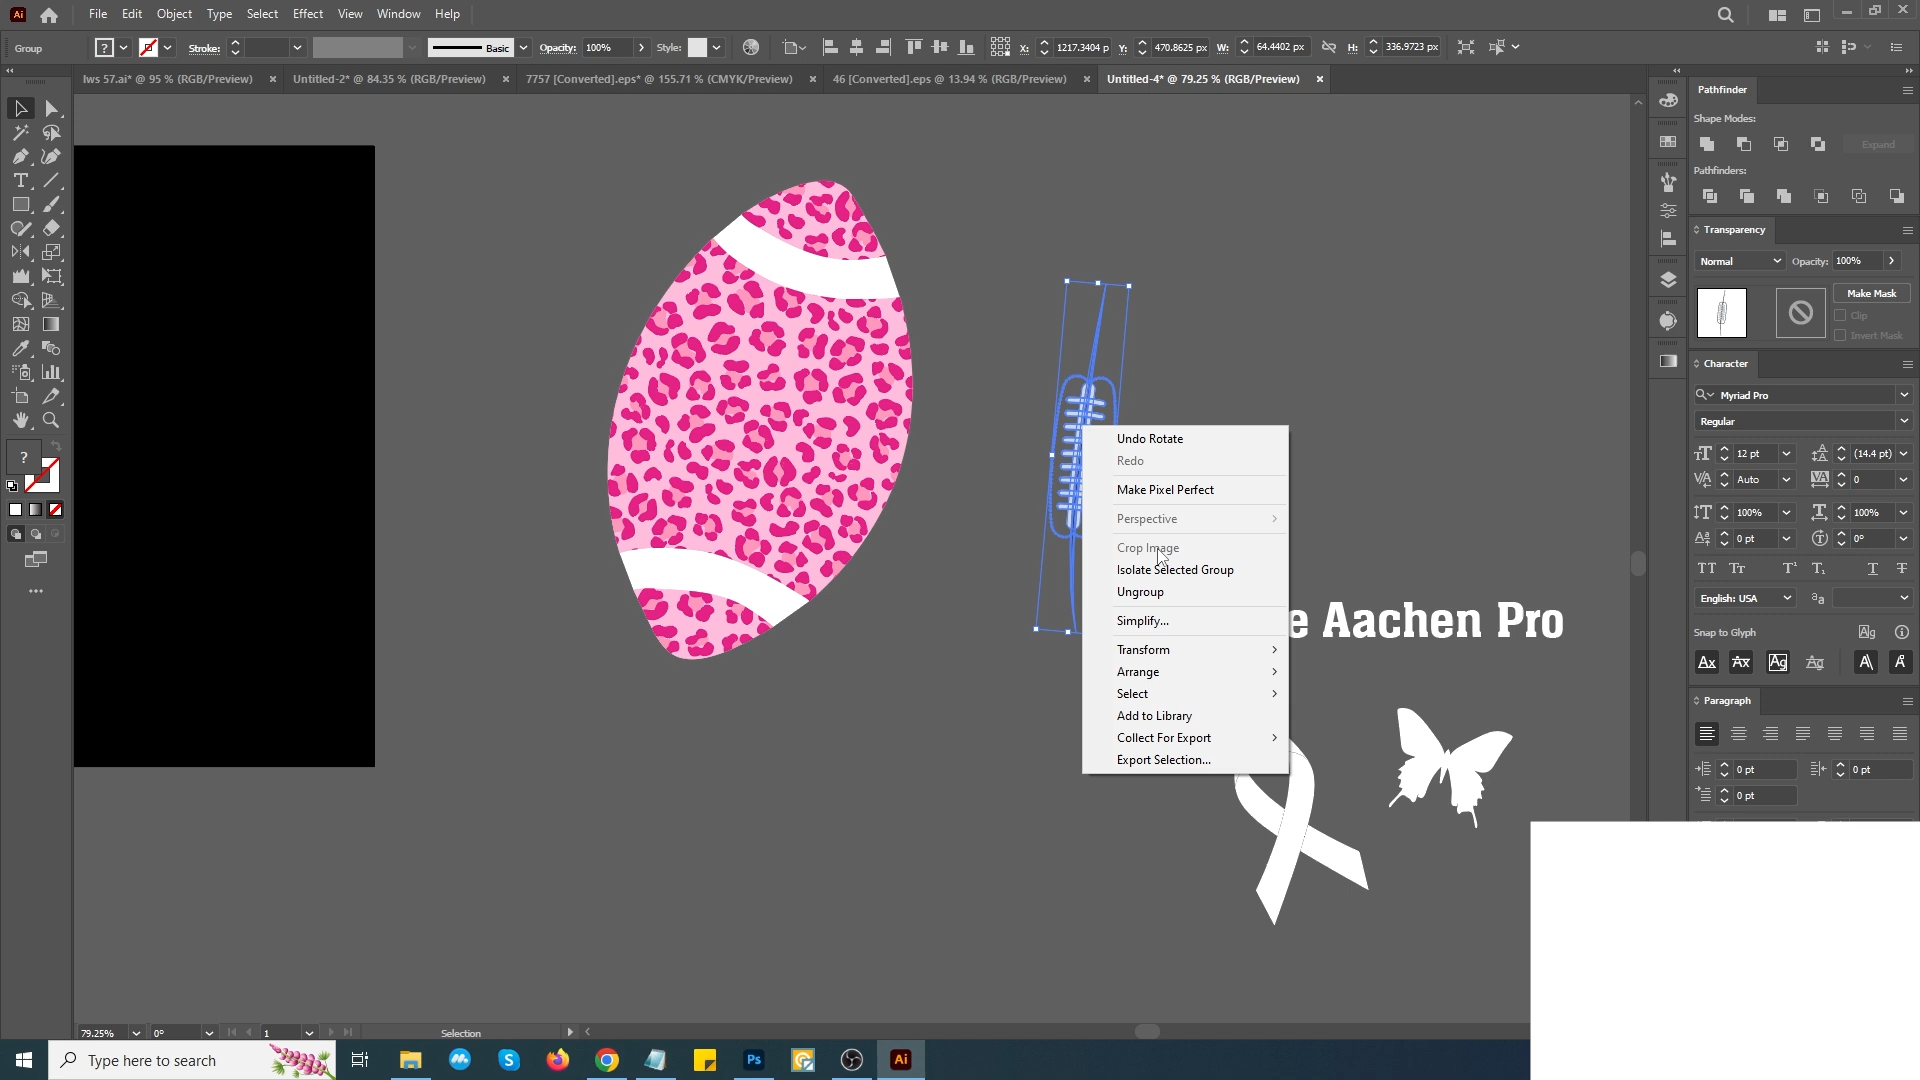 Ai File Edit Object Type Select Effect View Window Help
Group ? Stroke: Basic Opacity: 100% Style: X: 1217.3404 p Y: 470.8625 px W: 64.4402 px H: 336.9723 px
lws 57.ai* @ 95 % (RGB/Preview) × Untitled-2* @ 84.35 % (RGB/Preview) × 7757 [Converted].eps* @ 155.71 % (CMYK/Preview) × 46 [Converted].eps @ 13.94 % (RGB/Preview) × Untitled-4* @ 79.25 % (RGB/Preview) ×
Pathfinder
Shape Modes:
Expand
Pathfinders:
Transparency
Normal Opacity: 100%
Make Mask
Clip
Invert Mask
Character
Myriad Pro
Regular
12 pt (14.4 pt)
Auto 0
100% 100%
0 pt 0°
English: USA
Snap to Glyph
Paragraph
0 pt 0 pt
0 pt
Undo Rotate
Redo
Make Pixel Perfect
Perspective
Crop Image
Isolate Selected Group
Ungroup
Simplify...
Transform
Arrange
Select
Add to Library
Collect For Export
Export Selection...
e Aachen Pro
?
79.25% 0° 1 Selection
Type here to search Ps Ai